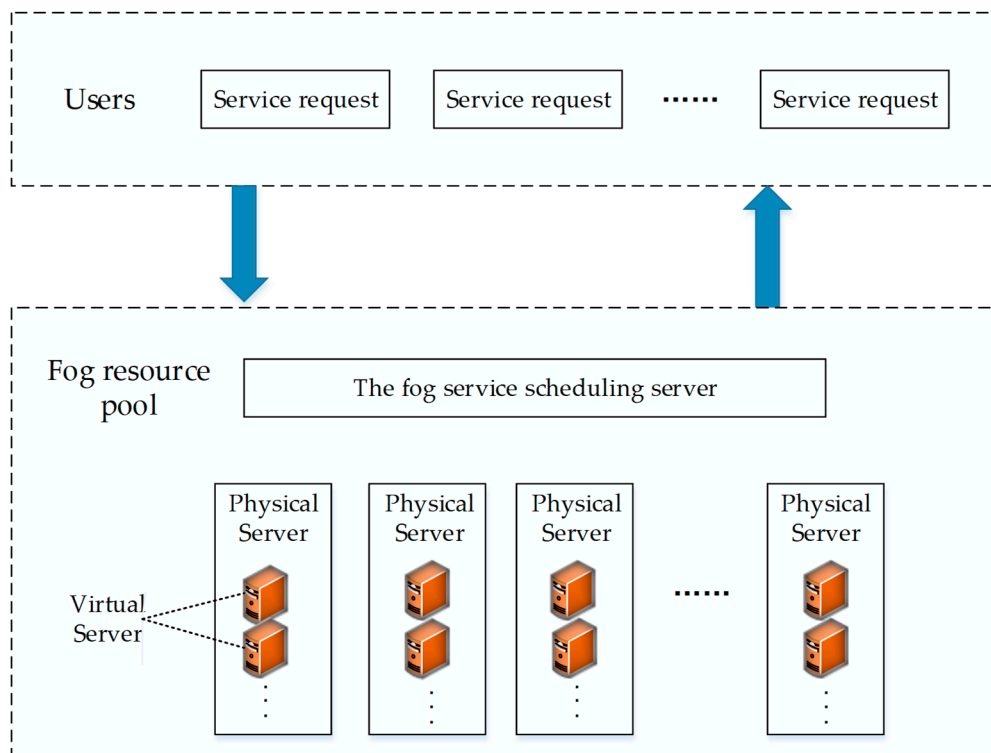 Users
Service request
Service request
......
Service request
Fog resource
pool
The fog service scheduling server
Physical
Server
Physical
Server
Physical
Server
......
Physical
Server
Virtual
Server